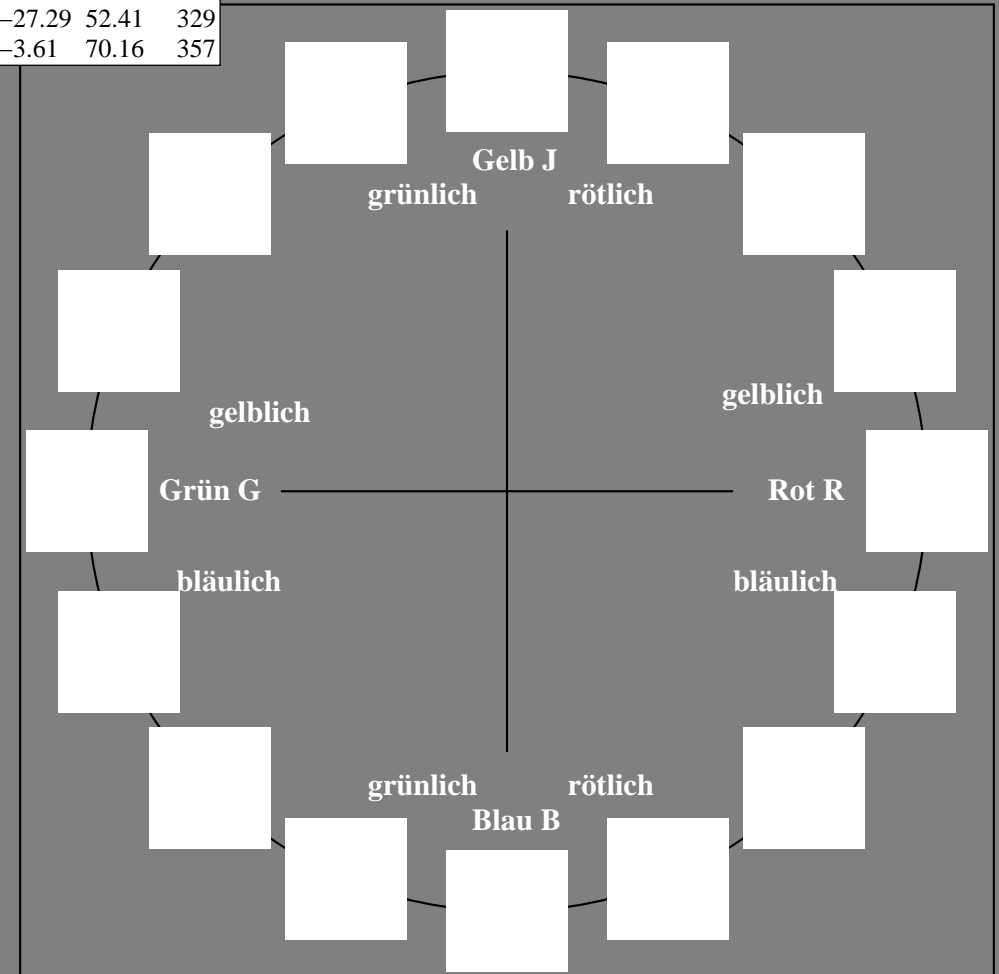 –27.29 52.41 329
–3.61 70.16 357
Gelb J
grünlich rötlich
gelblich gelblich
Grün G Rot R
bläulich bläulich
grünlich rötlich
Blau B